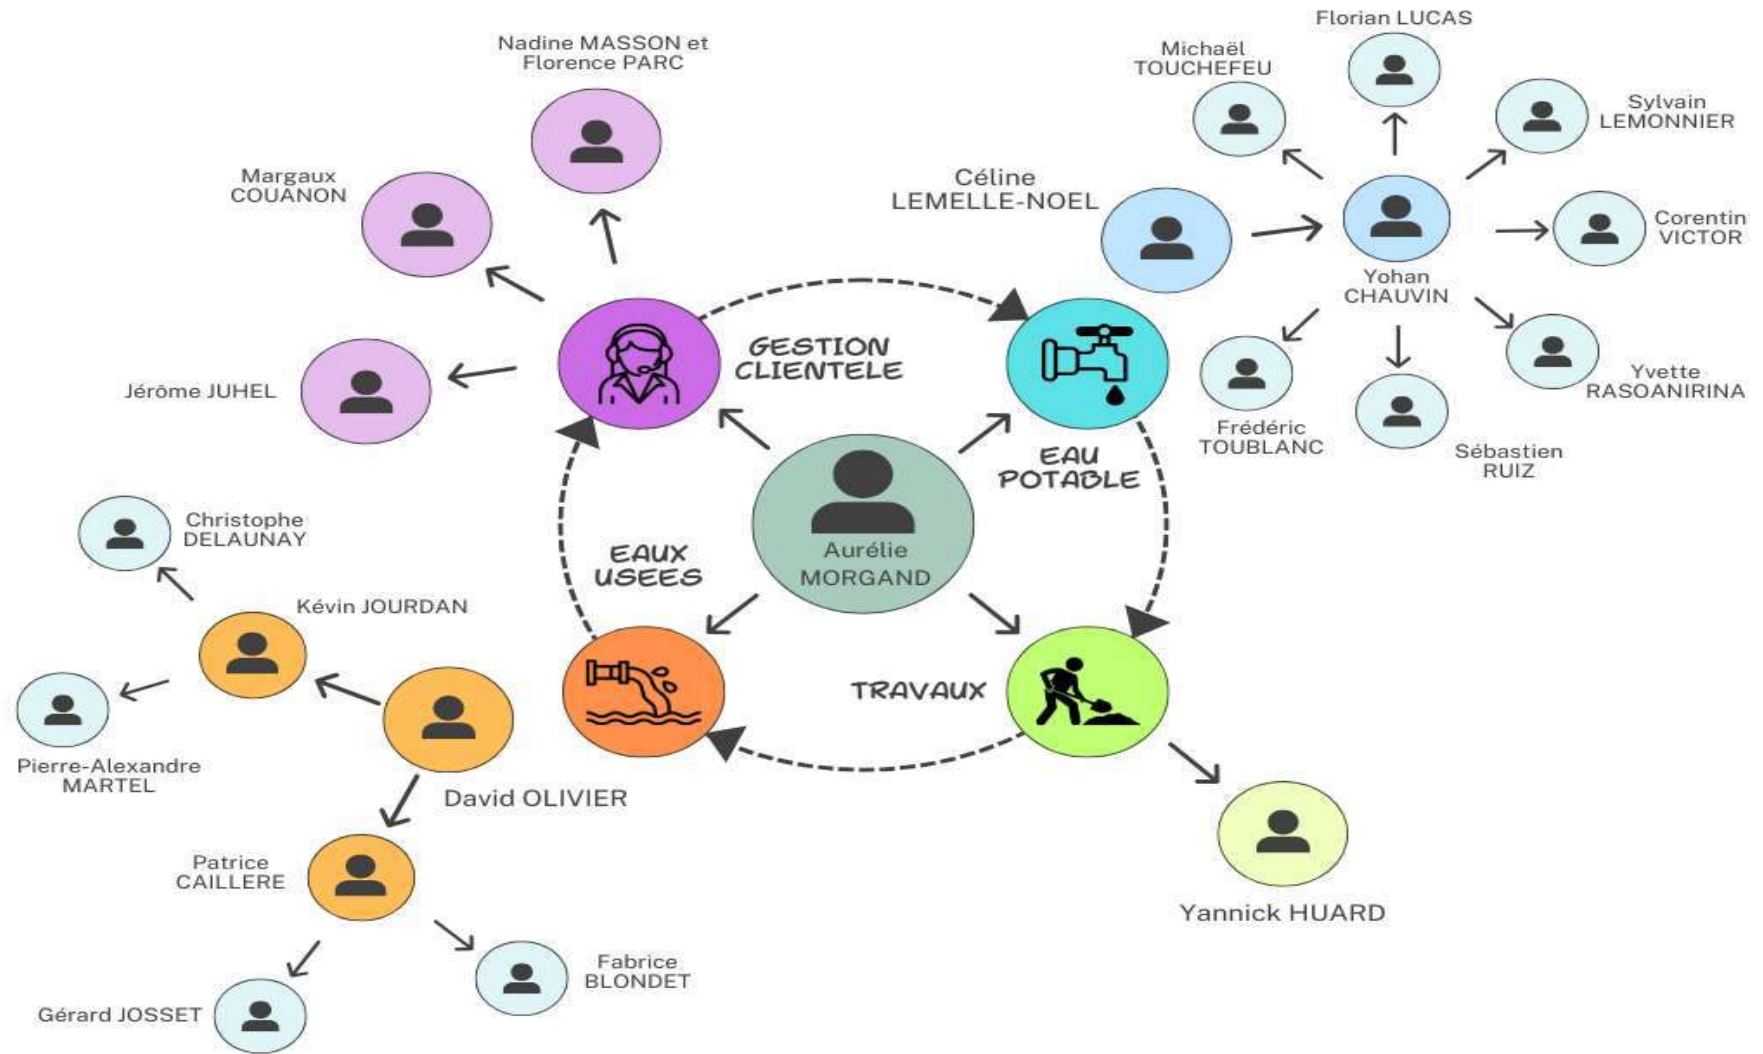 Florian LUCAS
Nadine MASSON et
Florence PARC
Michaël
TOUCHEFEU
Sylvain
LEMONNIER
Margaux
COUANON
Céline
LEMELLE-NOEL
Corentin
VICTOR
Yohan
CHAUVIN
GESTION
CLIENTELE
Jérôme JUHEL
Yvette
RASOANIRINA
Frédéric
TOUBLANC
Sébastien
RUIZ
EAU
POTABLE
Christophe
DELAUNAY
EAUX
USEES
Aurélie
MORGAND
Kévin JOURDAN
TRAVAUX
Pierre-Alexandre
MARTEL
David OLIVIER
Patrice
CAILLERE
Yannick HUARD
Fabrice
BLONDET
Gérard JOSSET